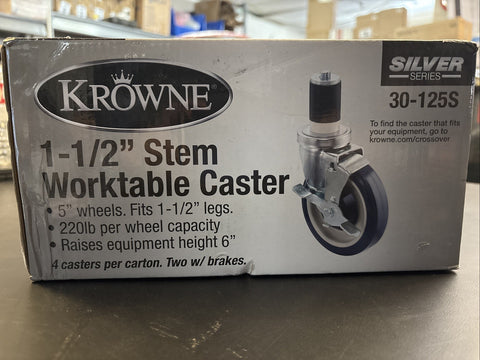 KROWNE®
SILVER
SERIES
30-125S
To find the caster that fits
your equipment, go to
krowne.com/crossover
1-1/2” Stem
Worktable Caster
• 5” wheels. Fits 1-1/2” legs.
• 220lb per wheel capacity
• Raises equipment height 6”
4 casters per carton. Two w/ brakes.